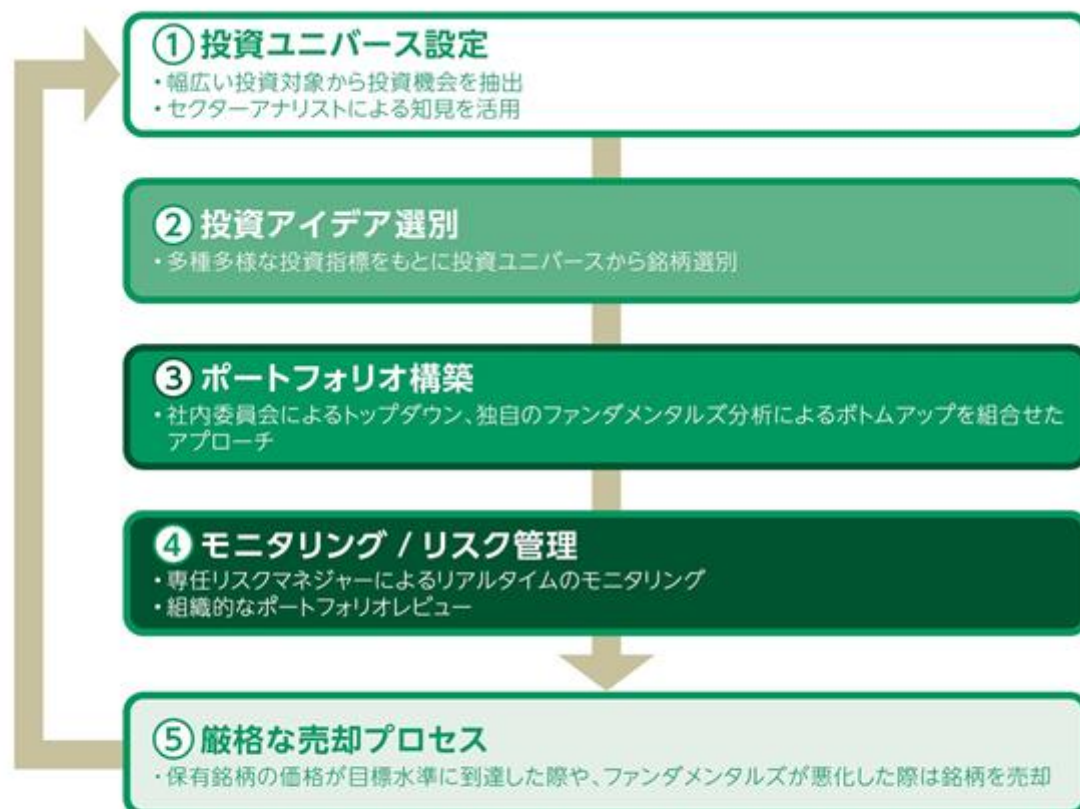 ①投資ユニバース設定
・幅広い投資対象から投資機会を抽出
・セクターアナリストによる知見を活用
②投資アイデア選別
・多種多様な投資指標をもとに投資ユニバースから銘柄選別
③ポートフォリオ構築
・社内委員会によるトップダウン、独自のファンダメンタルズ分析によるボトムアップを組合せた
アプローチ
④モニタリング / リスク管理
・専任リスクマネジャーによるリアルタイムのモニタリング
・組織的なポートフォリオレビュー
⑤厳格な売却プロセス
・保有銘柄の価格が目標水準に到達した際や、ファンダメンタルズが悪化した際は銘柄を売却